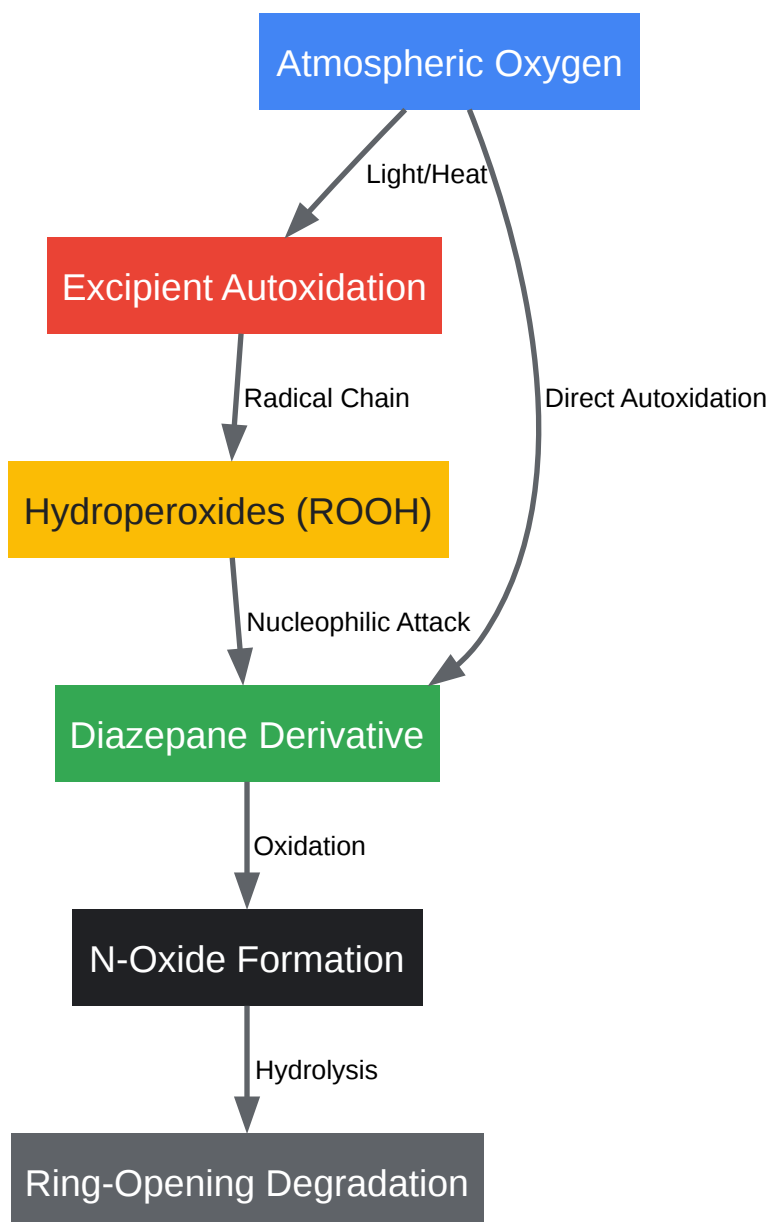 Atmospheric Oxygen
Light/Heat
Excipient Autoxidation
Radical Chain
Direct Autoxidation
Hydroperoxides (ROOH)
Nucleophilic Attack
Diazepane Derivative
Oxidation
N-Oxide Formation
Hydrolysis
Ring-Opening Degradation